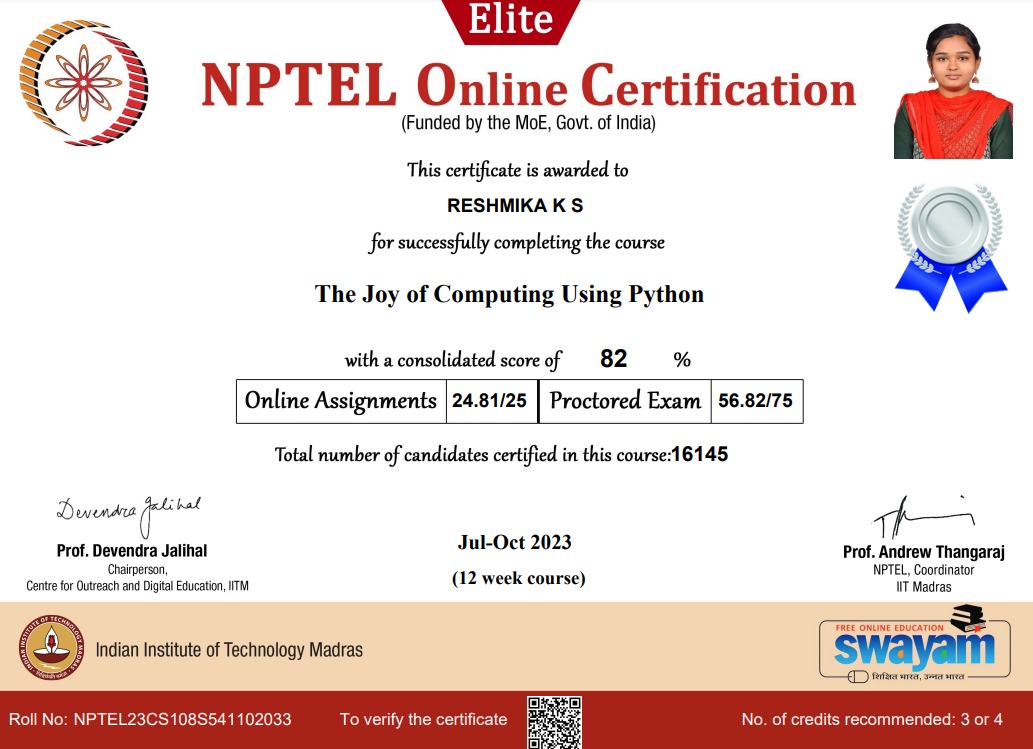 Elite
NPTEL Online Certification
(Funded by the MoE, Govt. of India)
This certificate is awarded to
RESHMIKA K S
for successfully completing the course
The Joy of Computing Using Python
with a consolidated score of 82 %
Online Assignments 24.81/25 Proctored Exam 56.82/75
Total number of candidates certified in this course:16145
Devendra Jalihal
Prof. Devendra Jalihal
Chairperson,
Centre for Outreach and Digital Education, IITM
Jul-Oct 2023
(12 week course)
Prof. Andrew Thangaraj
NPTEL, Coordinator
IIT Madras
INDIAN INSTITUTE OF TECHNOLOGY MADRAS
Indian Institute of Technology Madras
FREE ONLINE EDUCATION
swayam
शिक्षित भारत, उन्नत भारत
Roll No: NPTEL23CS108S541102033
To verify the certificate
No. of credits recommended: 3 or 4